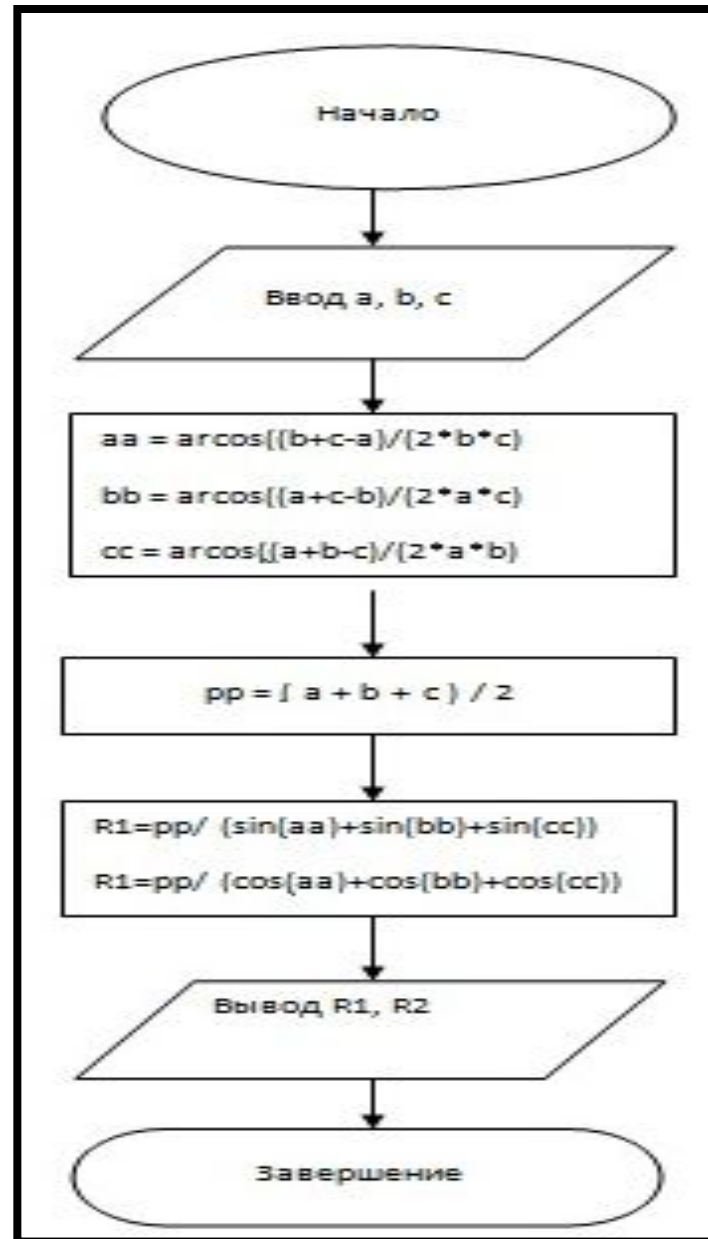 Начало
Ввод a, b, c
aa = arcos((b+c-a)/(2*b*c)
bb = arcos((a+c-b)/(2*a*c)
cc = arcos((a+b-c)/(2*a*b)
pp = ( a + b + c ) / 2
R1=pp/ (sin(aa)+sin(bb)+sin(cc))
R1=pp/ (cos(aa)+cos(bb)+cos(cc))
Вывод R1, R2
Завершение